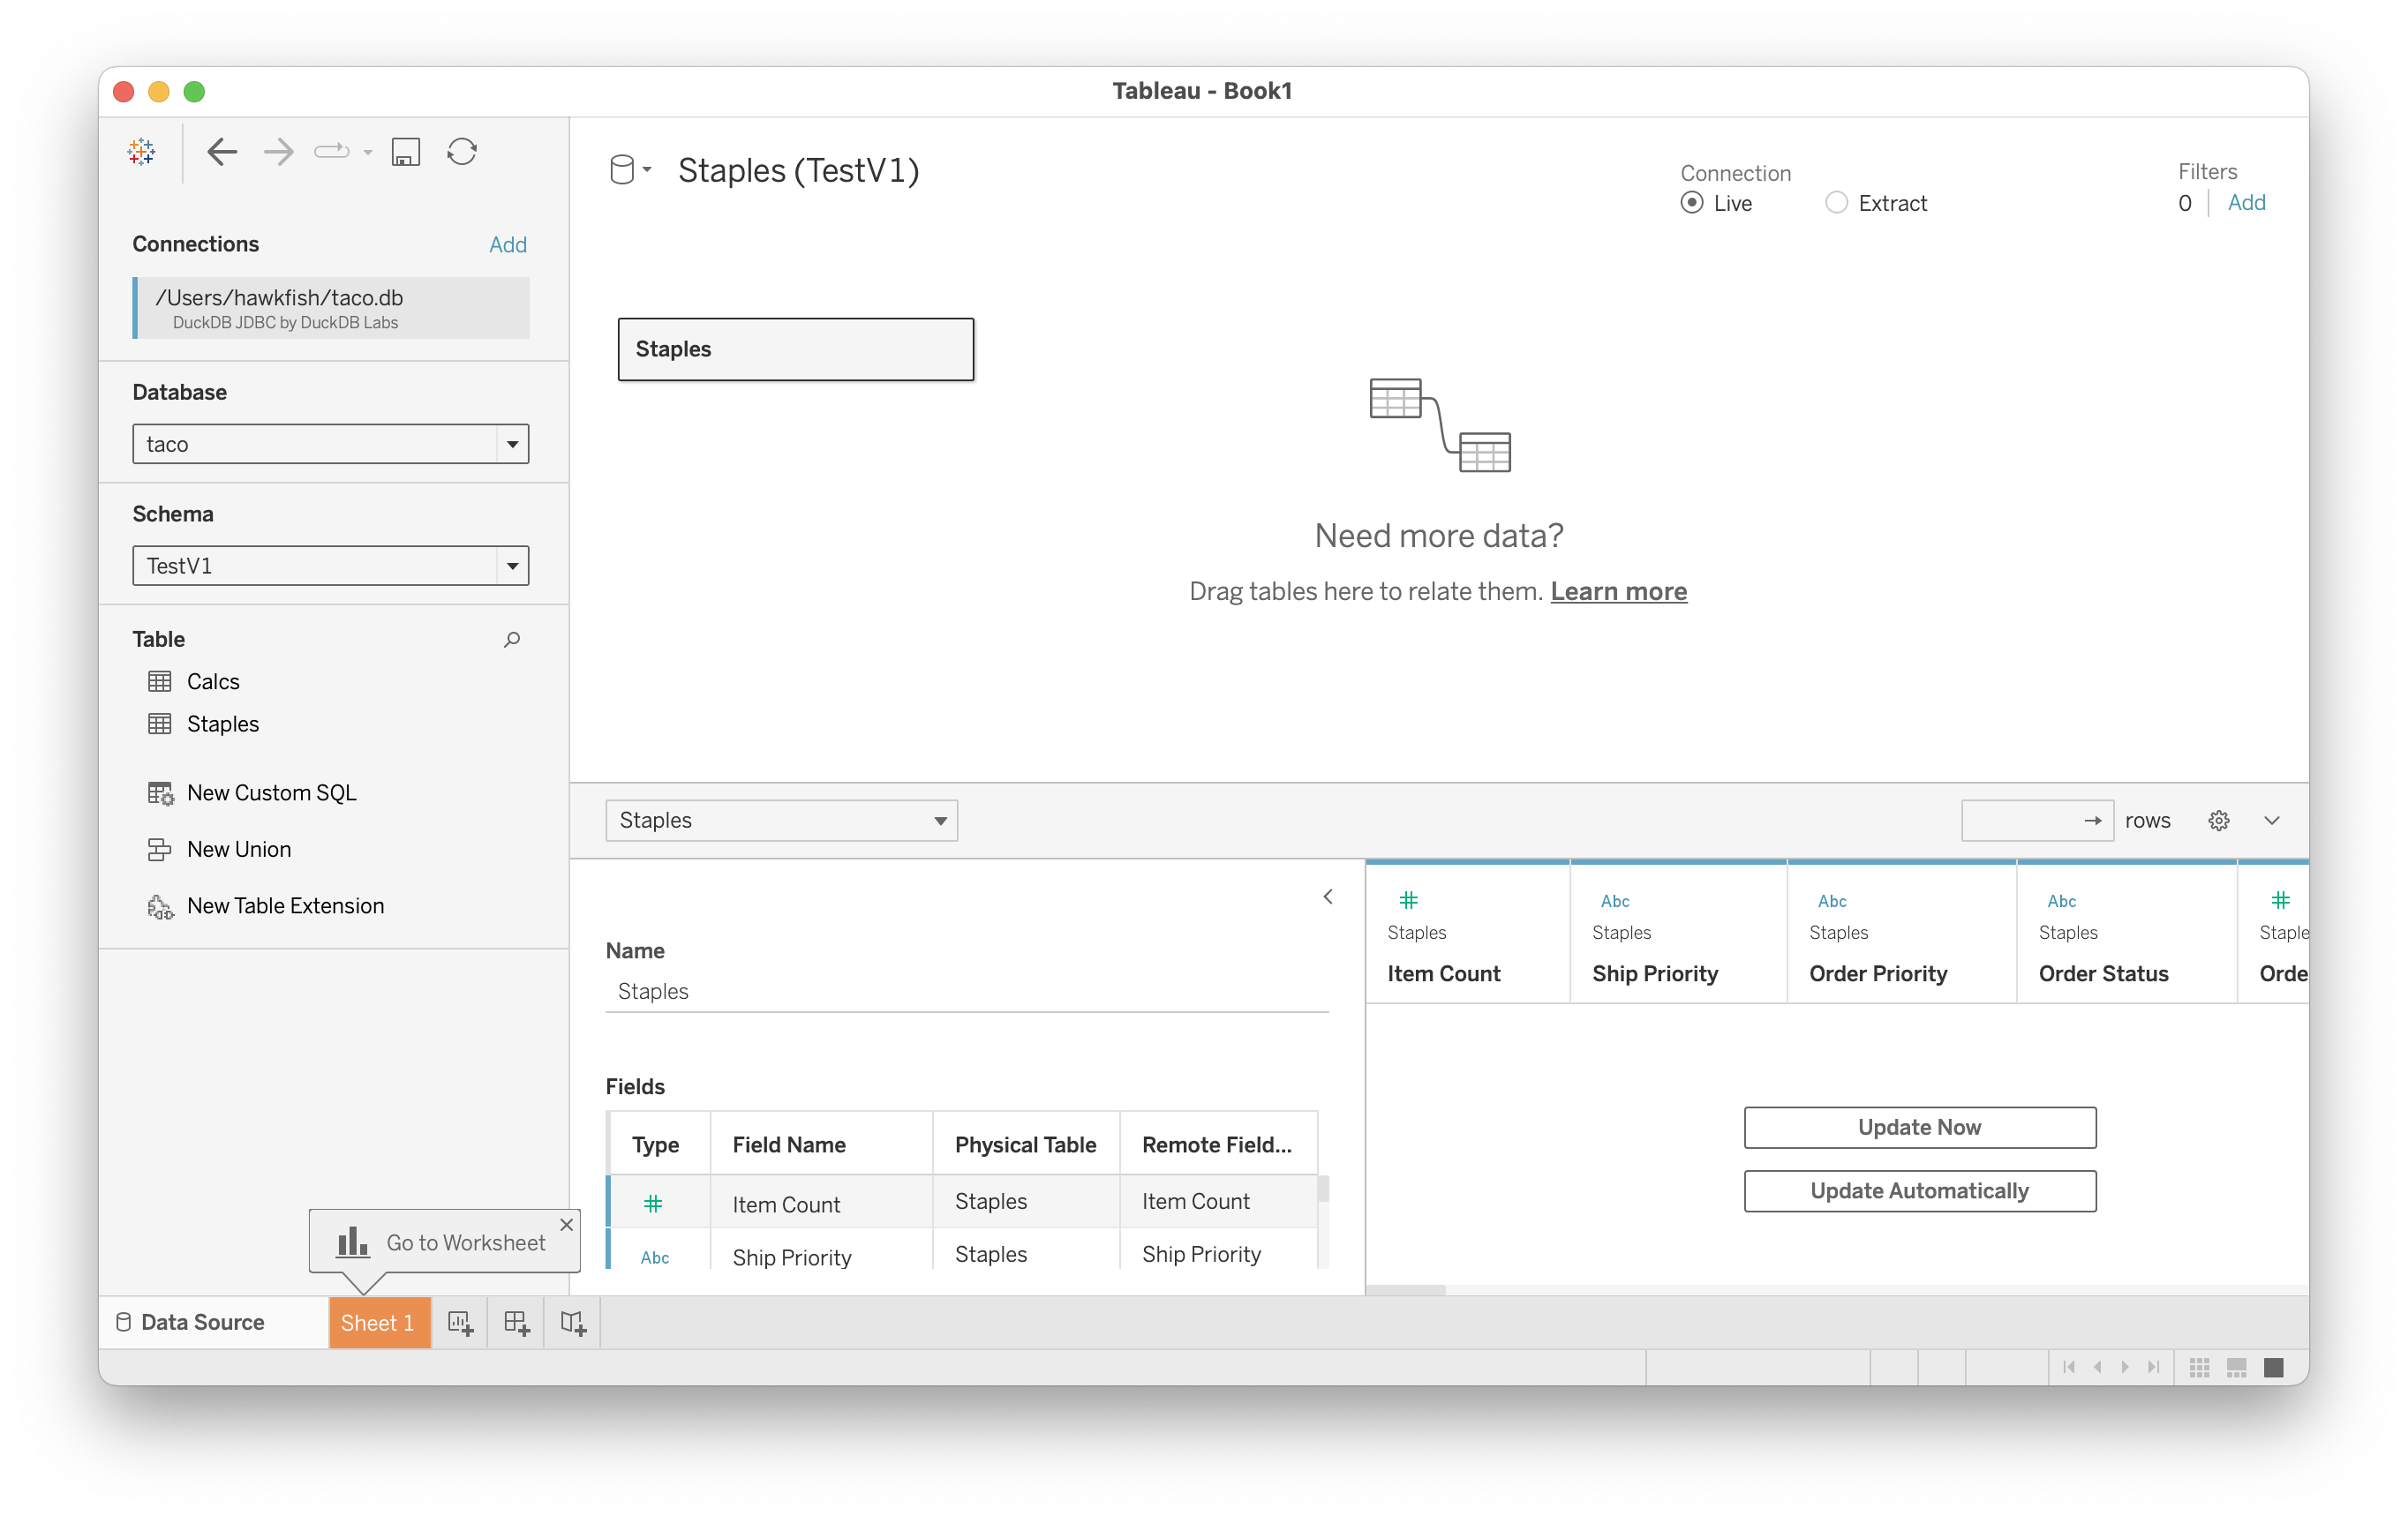 Tableau - Book1
Staples (TestV1)
Connection
Live
Extract
Filters
0
Add
Connections
Add
/Users/hawkfish/taco.db
DuckDB JDBC by DuckDB Labs
Database
taco
Schema
TestV1
Table
Calcs
Staples
New Custom SQL
New Union
New Table Extension
Staples
Need more data?
Drag tables here to relate them. Learn more
Staples
rows
Name
Staples
Fields
Type
Field Name
Physical Table
Remote Field...
Item Count
Staples
Item Count
Abc
Ship Priority
Staples
Ship Priority
#
Staples
Item Count
Abc
Staples
Ship Priority
Abc
Staples
Order Priority
Abc
Staples
Order Status
#
Staple
Orde
Update Now
Update Automatically
Go to Worksheet
Data Source
Sheet 1